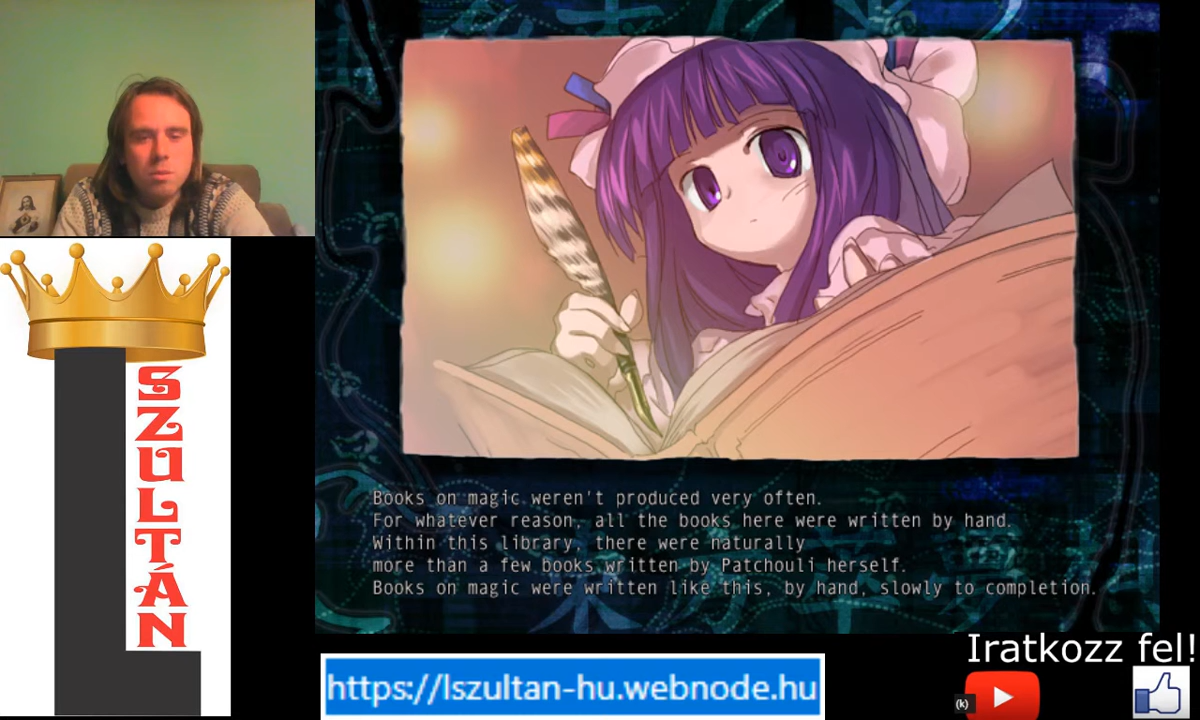 L
SZULTÁN
Books on magic weren't produced very often.
For whatever reason, all the books here were written by hand.
Within this library, there were naturally
more than a few books written by Patchouli herself.
Books on magic were written like this, by hand, slowly to completion.
https://lszultan-hu.webnode.hu
Iratkozz fel!
(k)